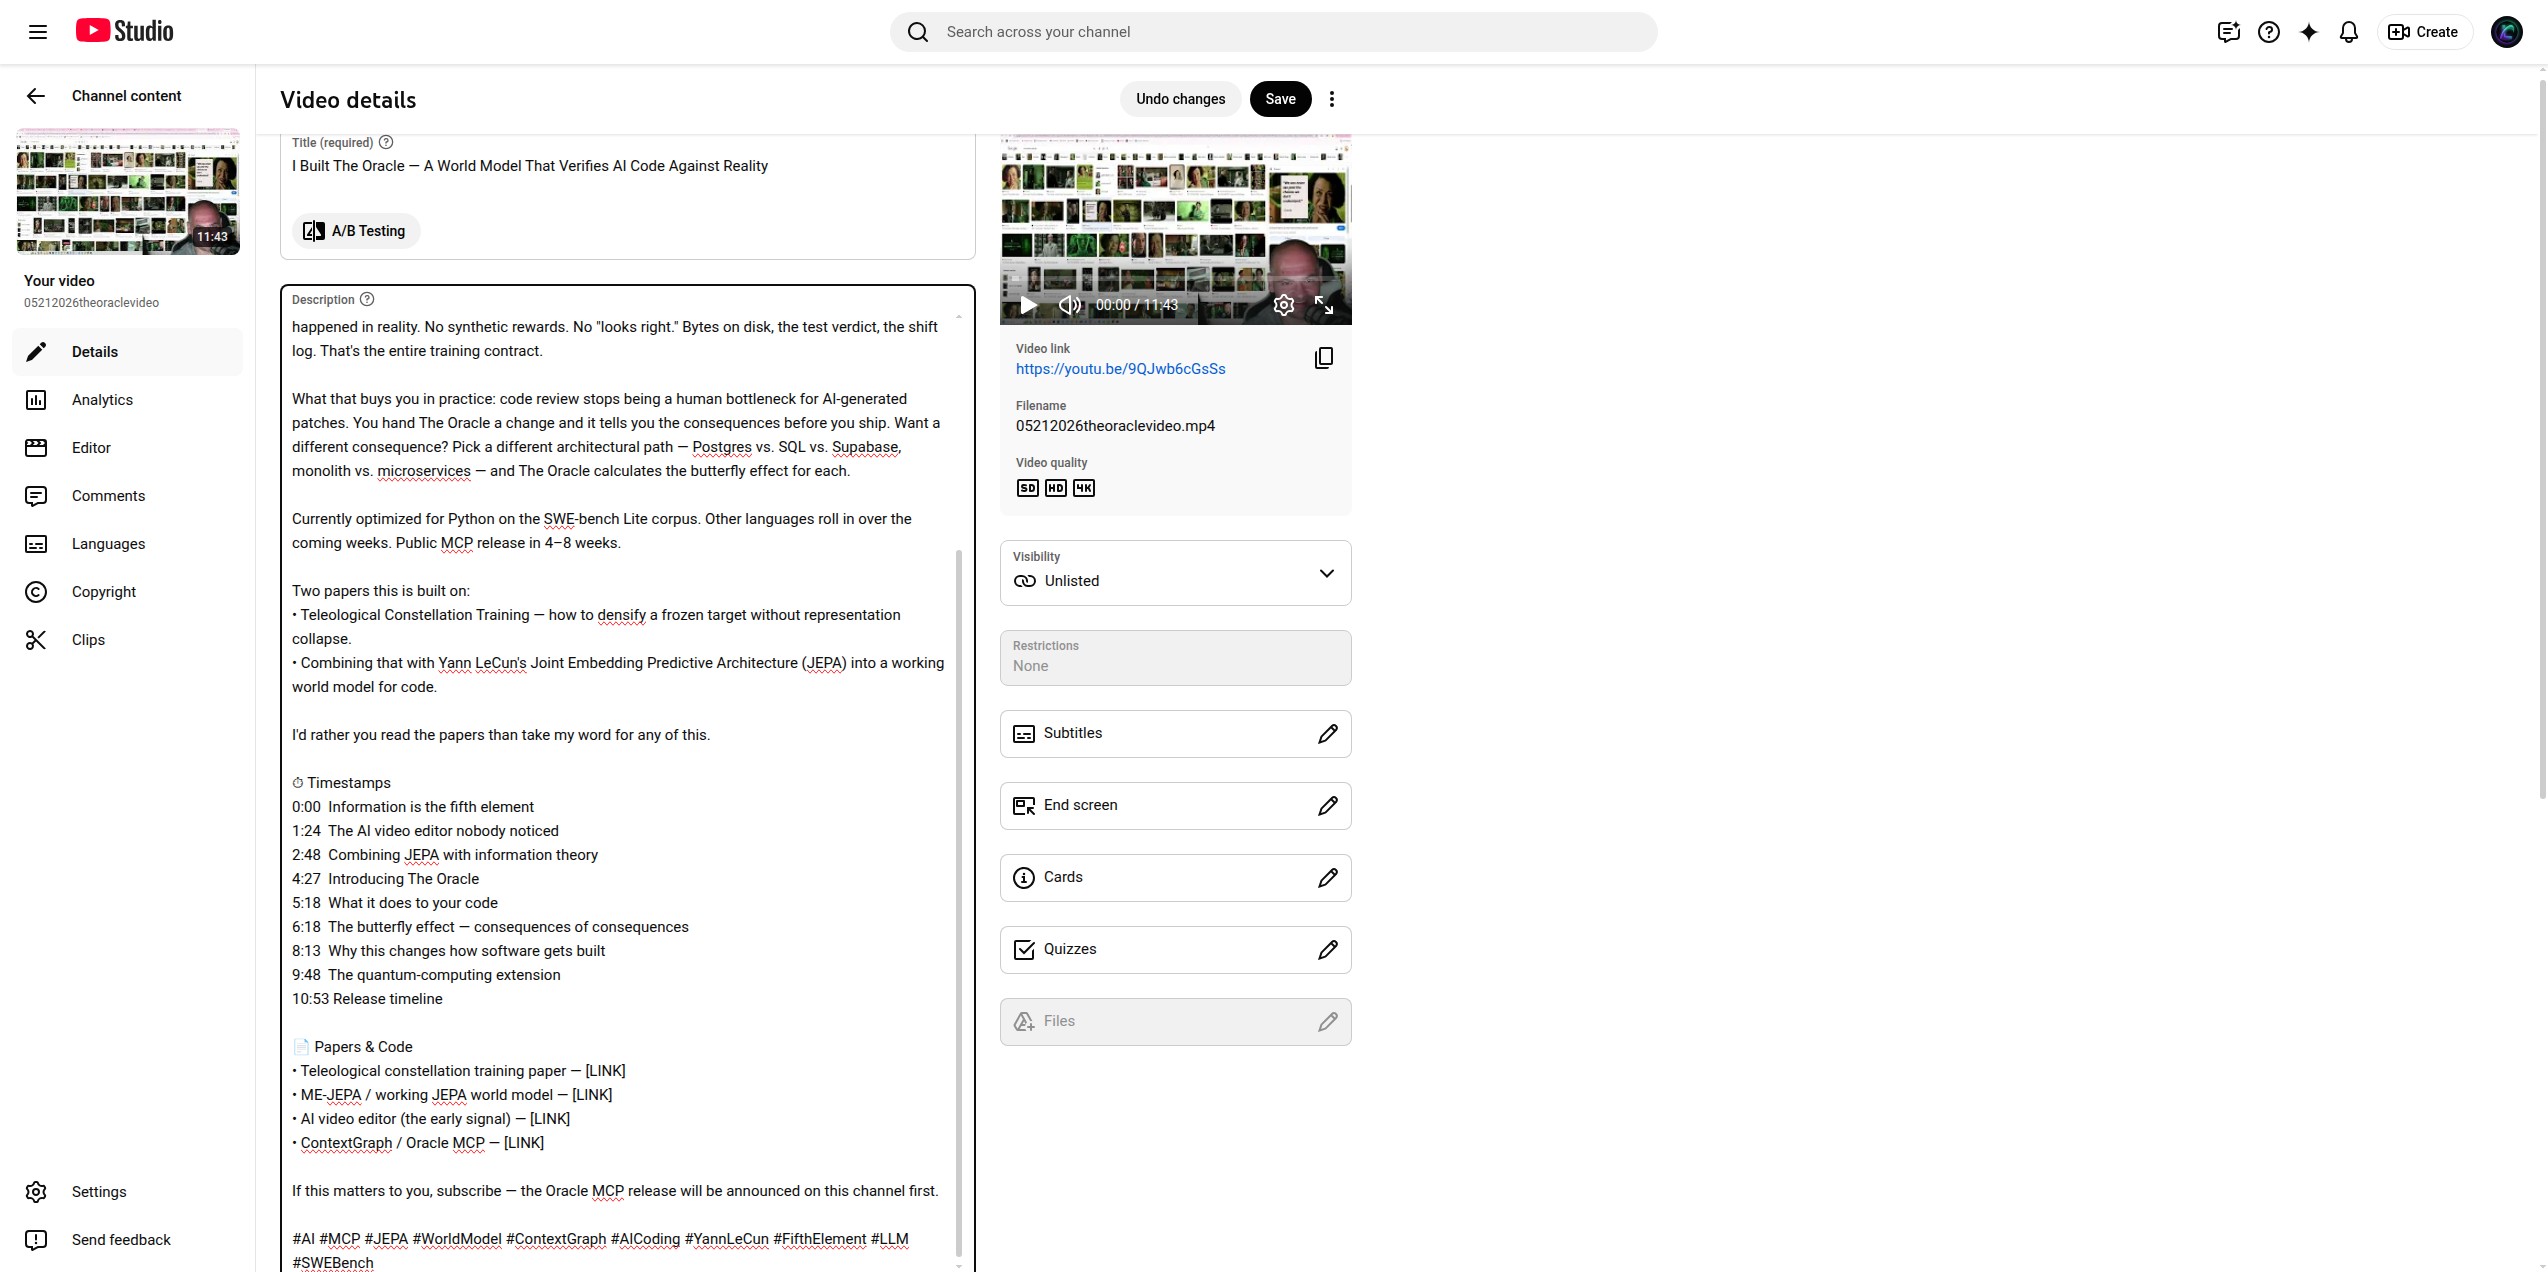 Studio
Search across your channel
Create
Channel content
11:43
Your video
05212026theoraclevideo
Details
Analytics
Editor
Comments
Languages
Copyright
Clips
Settings
Send feedback
Video details
Undo changes
Save
Title (required)
I Built The Oracle — A World Model That Verifies AI Code Against Reality
A/B Testing
Description
happened in reality. No synthetic rewards. No "looks right." Bytes on disk, the test verdict, the shift
log. That's the entire training contract.
What that buys you in practice: code review stops being a human bottleneck for AI-generated
patches. You hand The Oracle a change and it tells you the consequences before you ship. Want a
different consequence? Pick a different architectural path — Postgres vs. SQL vs. Supabase,
monolith vs. microservices — and The Oracle calculates the butterfly effect for each.
Currently optimized for Python on the SWE-bench Lite corpus. Other languages roll in over the
coming weeks. Public MCP release in 4–8 weeks.
Two papers this is built on:
• Teleological Constellation Training — how to densify a frozen target without representation
collapse.
• Combining that with Yann LeCun's Joint Embedding Predictive Architecture (JEPA) into a working
world model for code.
I'd rather you read the papers than take my word for any of this.
⏱ Timestamps
0:00 Information is the fifth element
1:24 The AI video editor nobody noticed
2:48 Combining JEPA with information theory
4:27 Introducing The Oracle
5:18 What it does to your code
6:18 The butterfly effect — consequences of consequences
8:13 Why this changes how software gets built
9:48 The quantum-computing extension
10:53 Release timeline
📄 Papers & Code
• Teleological constellation training paper — [LINK]
• ME-JEPA / working JEPA world model — [LINK]
• AI video editor (the early signal) — [LINK]
• ContextGraph / Oracle MCP — [LINK]
If this matters to you, subscribe — the Oracle MCP release will be announced on this channel first.
#AI #MCP #JEPA #WorldModel #ContextGraph #AICoding #YannLeCun #FifthElement #LLM
#SWEBench
00:00 / 11:43
Video link
https://youtu.be/9QJwb6cGsSs
Filename
05212026theoraclevideo.mp4
Video quality
SD HD 4K
Visibility
Unlisted
Restrictions
None
Subtitles
End screen
Cards
Quizzes
Files